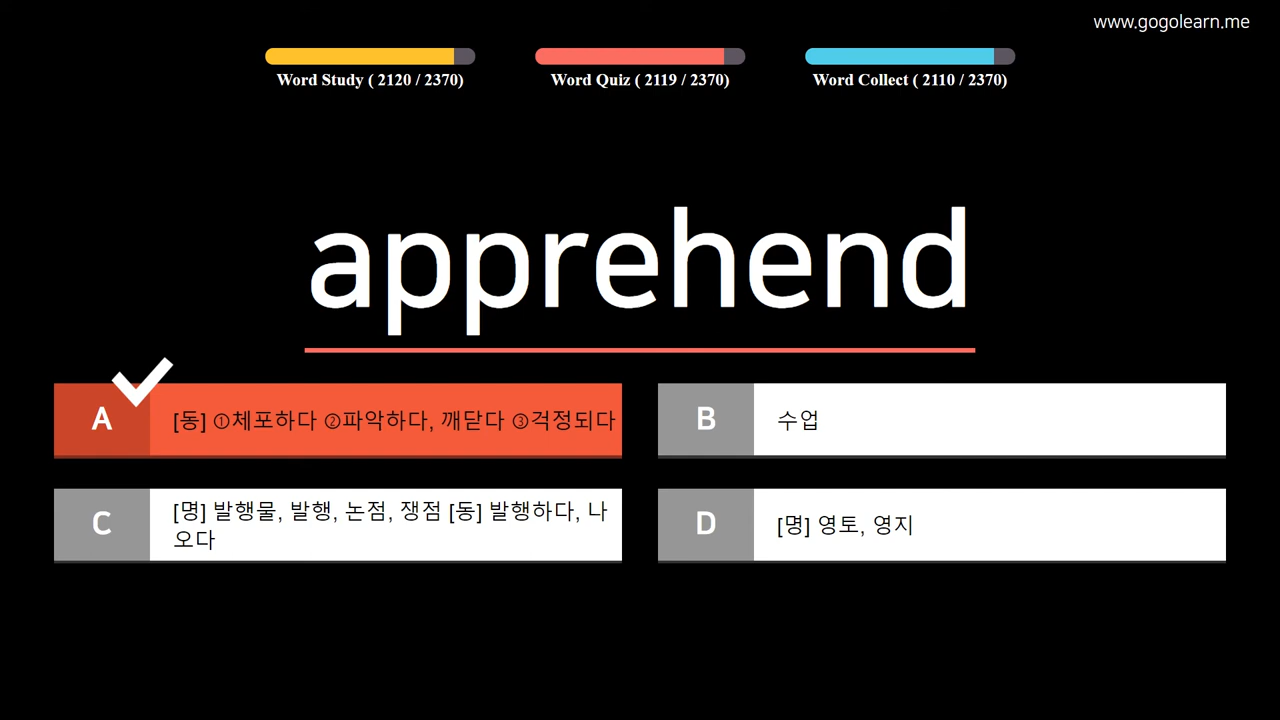 www.gogolearn.me
Word Study ( 2120 / 2370)
Word Quiz ( 2119 / 2370)
Word Collect ( 2110 / 2370)
apprehend
A
[동] ①체포하다 ②파악하다, 깨닫다 ③걱정되다
B
수업
C
[명] 발행물, 발행, 논점, 쟁점 [동] 발행하다, 나
오다
D
[명] 영토, 영지